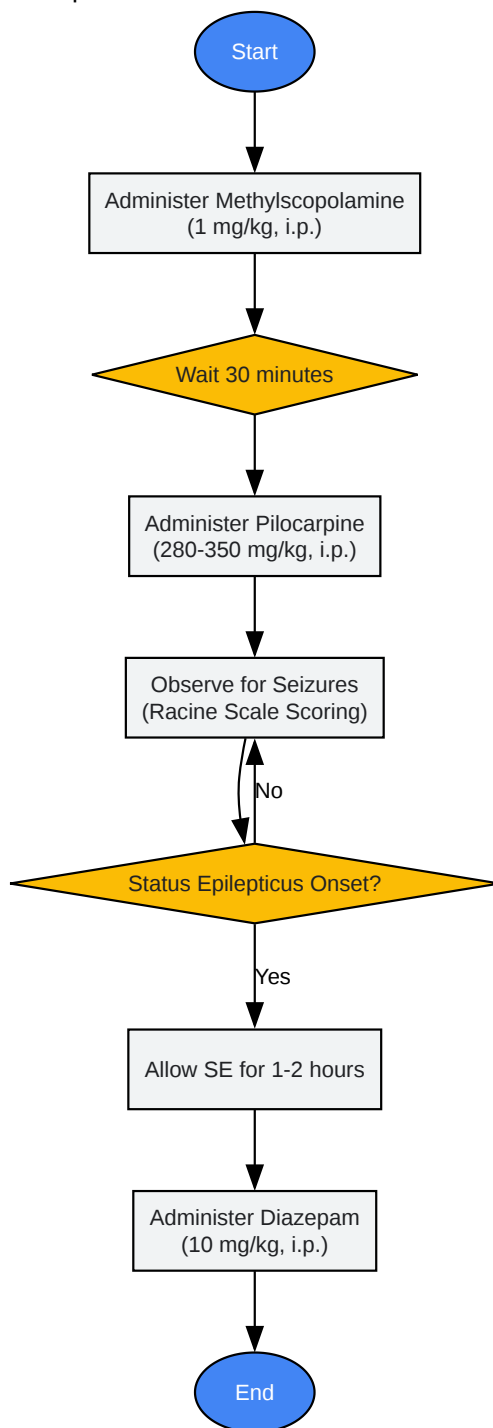 Start
Administer Methylscopolamine
(1 mg/kg, i.p.)
Wait 30 minutes
Administer Pilocarpine
(280-350 mg/kg, i.p.)
Observe for Seizures
(Racine Scale Scoring)
No
Status Epilepticus Onset?
Yes
Allow SE for 1-2 hours
Administer Diazepam
(10 mg/kg, i.p.)
End